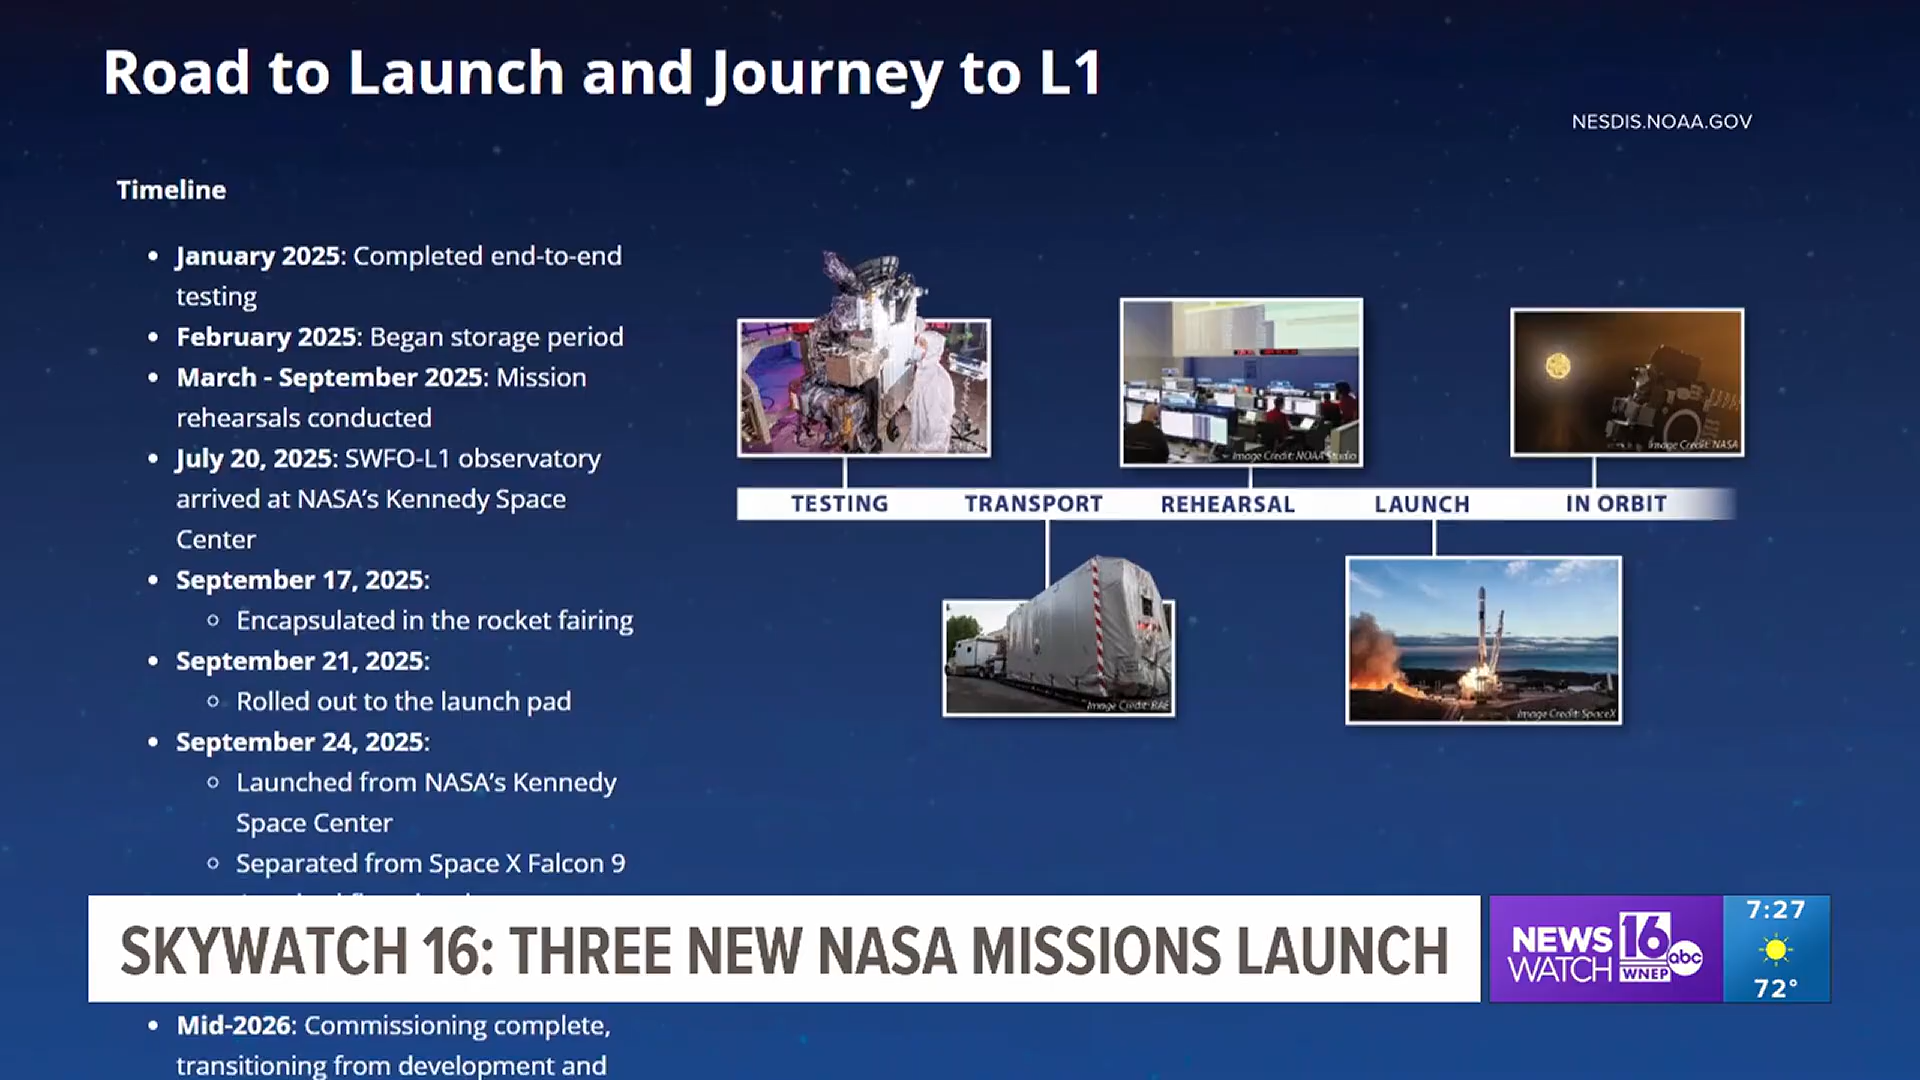 Road to Launch and Journey to L1
NESDIS.NOAA.GOV
Timeline
• January 2025: Completed end-to-end
testing
• February 2025: Began storage period
• March - September 2025: Mission
rehearsals conducted
• July 20, 2025: SWFO-L1 observatory
arrived at NASA's Kennedy Space
Center
• September 17, 2025:
○ Encapsulated in the rocket fairing
• September 21, 2025:
○ Rolled out to the launch pad
• September 24, 2025:
○ Launched from NASA's Kennedy
Space Center
○ Separated from Space X Falcon 9
Image Credit: NOAA Studio
Image Credit: NASA
TESTING TRANSPORT REHEARSAL LAUNCH IN ORBIT
Image Credit: BAE
Image Credit: SpaceX
SKYWATCH 16: THREE NEW NASA MISSIONS LAUNCH
NEWS
WATCH
16
WNEP
abc
7:27
72°
• Mid-2026: Commissioning complete,
transitioning from development and